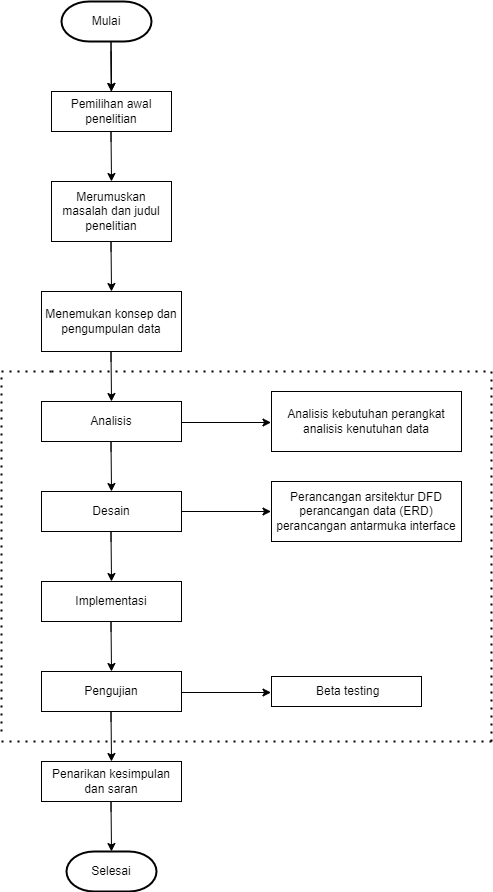 Mulai
Pemilihan awal
penelitian
Merumuskan
masalah dan judul
penelitian
Menemukan konsep dan
pengumpulan data
Analisis
Analisis kebutuhan perangkat
analisis kenutuhan data
Desain
Perancangan arsitektur DFD
perancangan data (ERD)
perancangan antarmuka interface
Implementasi
Pengujian
Beta testing
Penarikan kesimpulan
dan saran
Selesai